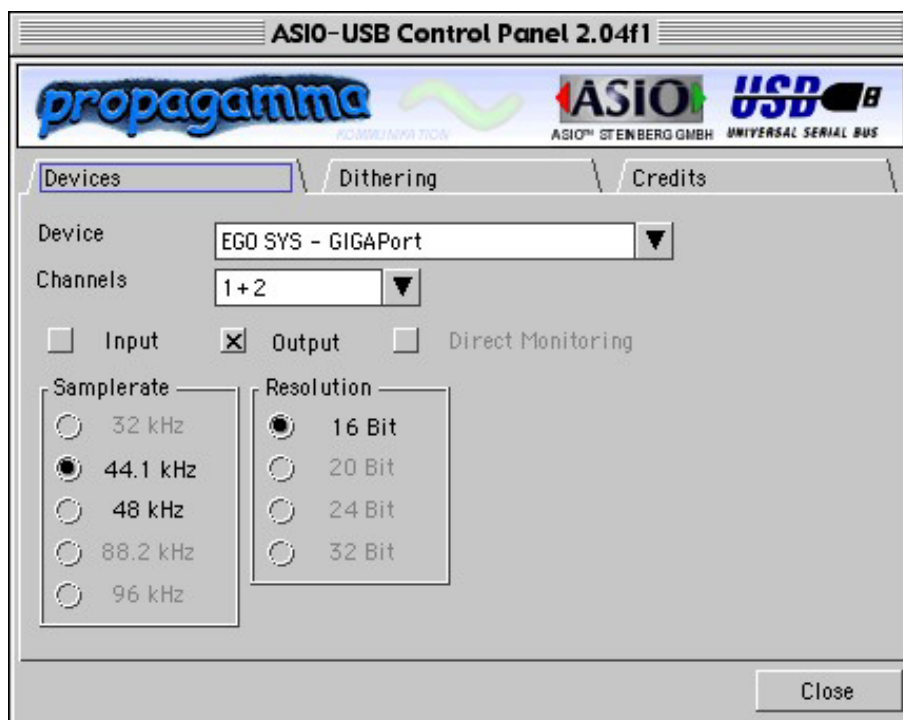 ASIO-USB Control Panel 2.04f1
propagamma
KOMMUNIKATION
ASIO
ASIO™ STEINBERG GMBH
USB
UNIVERSAL SERIAL BUS
Devices
Dithering
Credits
Device
EGO SYS - GIGAPort
Channels
1+2
Input
Output
Direct Monitoring
Samplerate
32 kHz
44.1 kHz
48 kHz
88.2 kHz
96 kHz
Resolution
16 Bit
20 Bit
24 Bit
32 Bit
Close